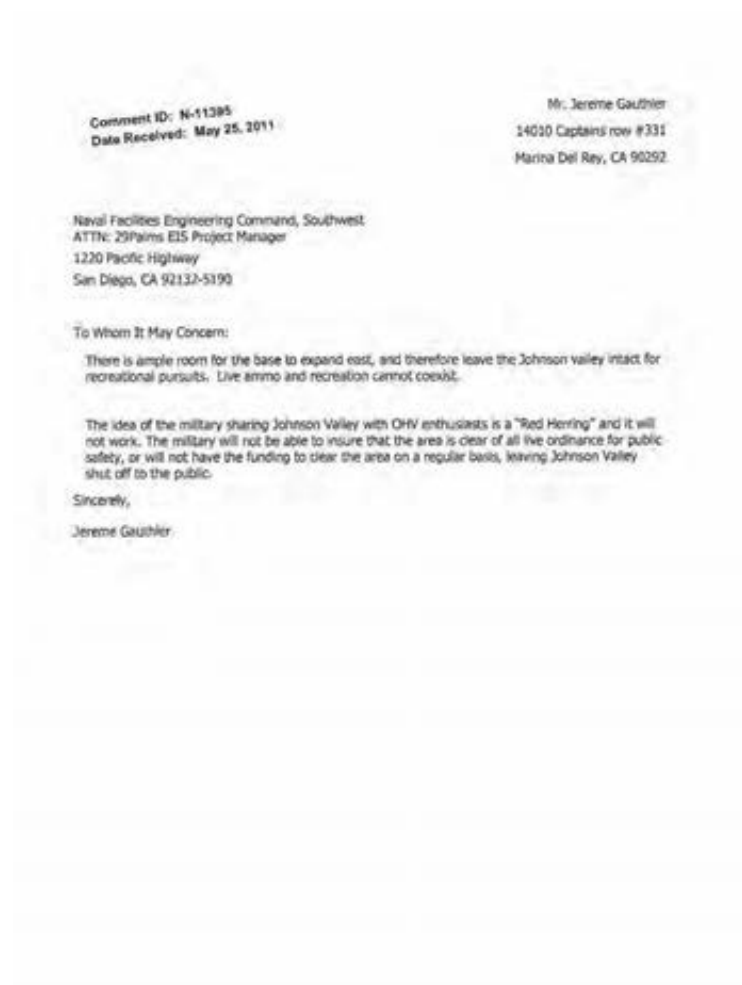 Comment ID: N-11395
Date Received: May 25, 2011
Mr. Jereme Gauthier
14010 Captains row #331
Marina Del Rey, CA 90292
Naval Facilities Engineering Command, Southwest
ATTN: 29Palms EIS Project Manager
1220 Pacific Highway
San Diego, CA 92132-5190
To Whom It May Concern:
There is ample room for the base to expand east, and therefore leave the Johnson valley intact for
recreational pursuits. Live ammo and recreation cannot coexist.
The idea of the military sharing Johnson Valley with OHV enthusiasts is a "Red Herring" and it will
not work. The military will not be able to insure that the area is clear of all live ordinance for public
safety, or will not have the funding to clear the area on a regular basis, leaving Johnson Valley
shut off to the public.
Sincerely,
Jereme Gauthier